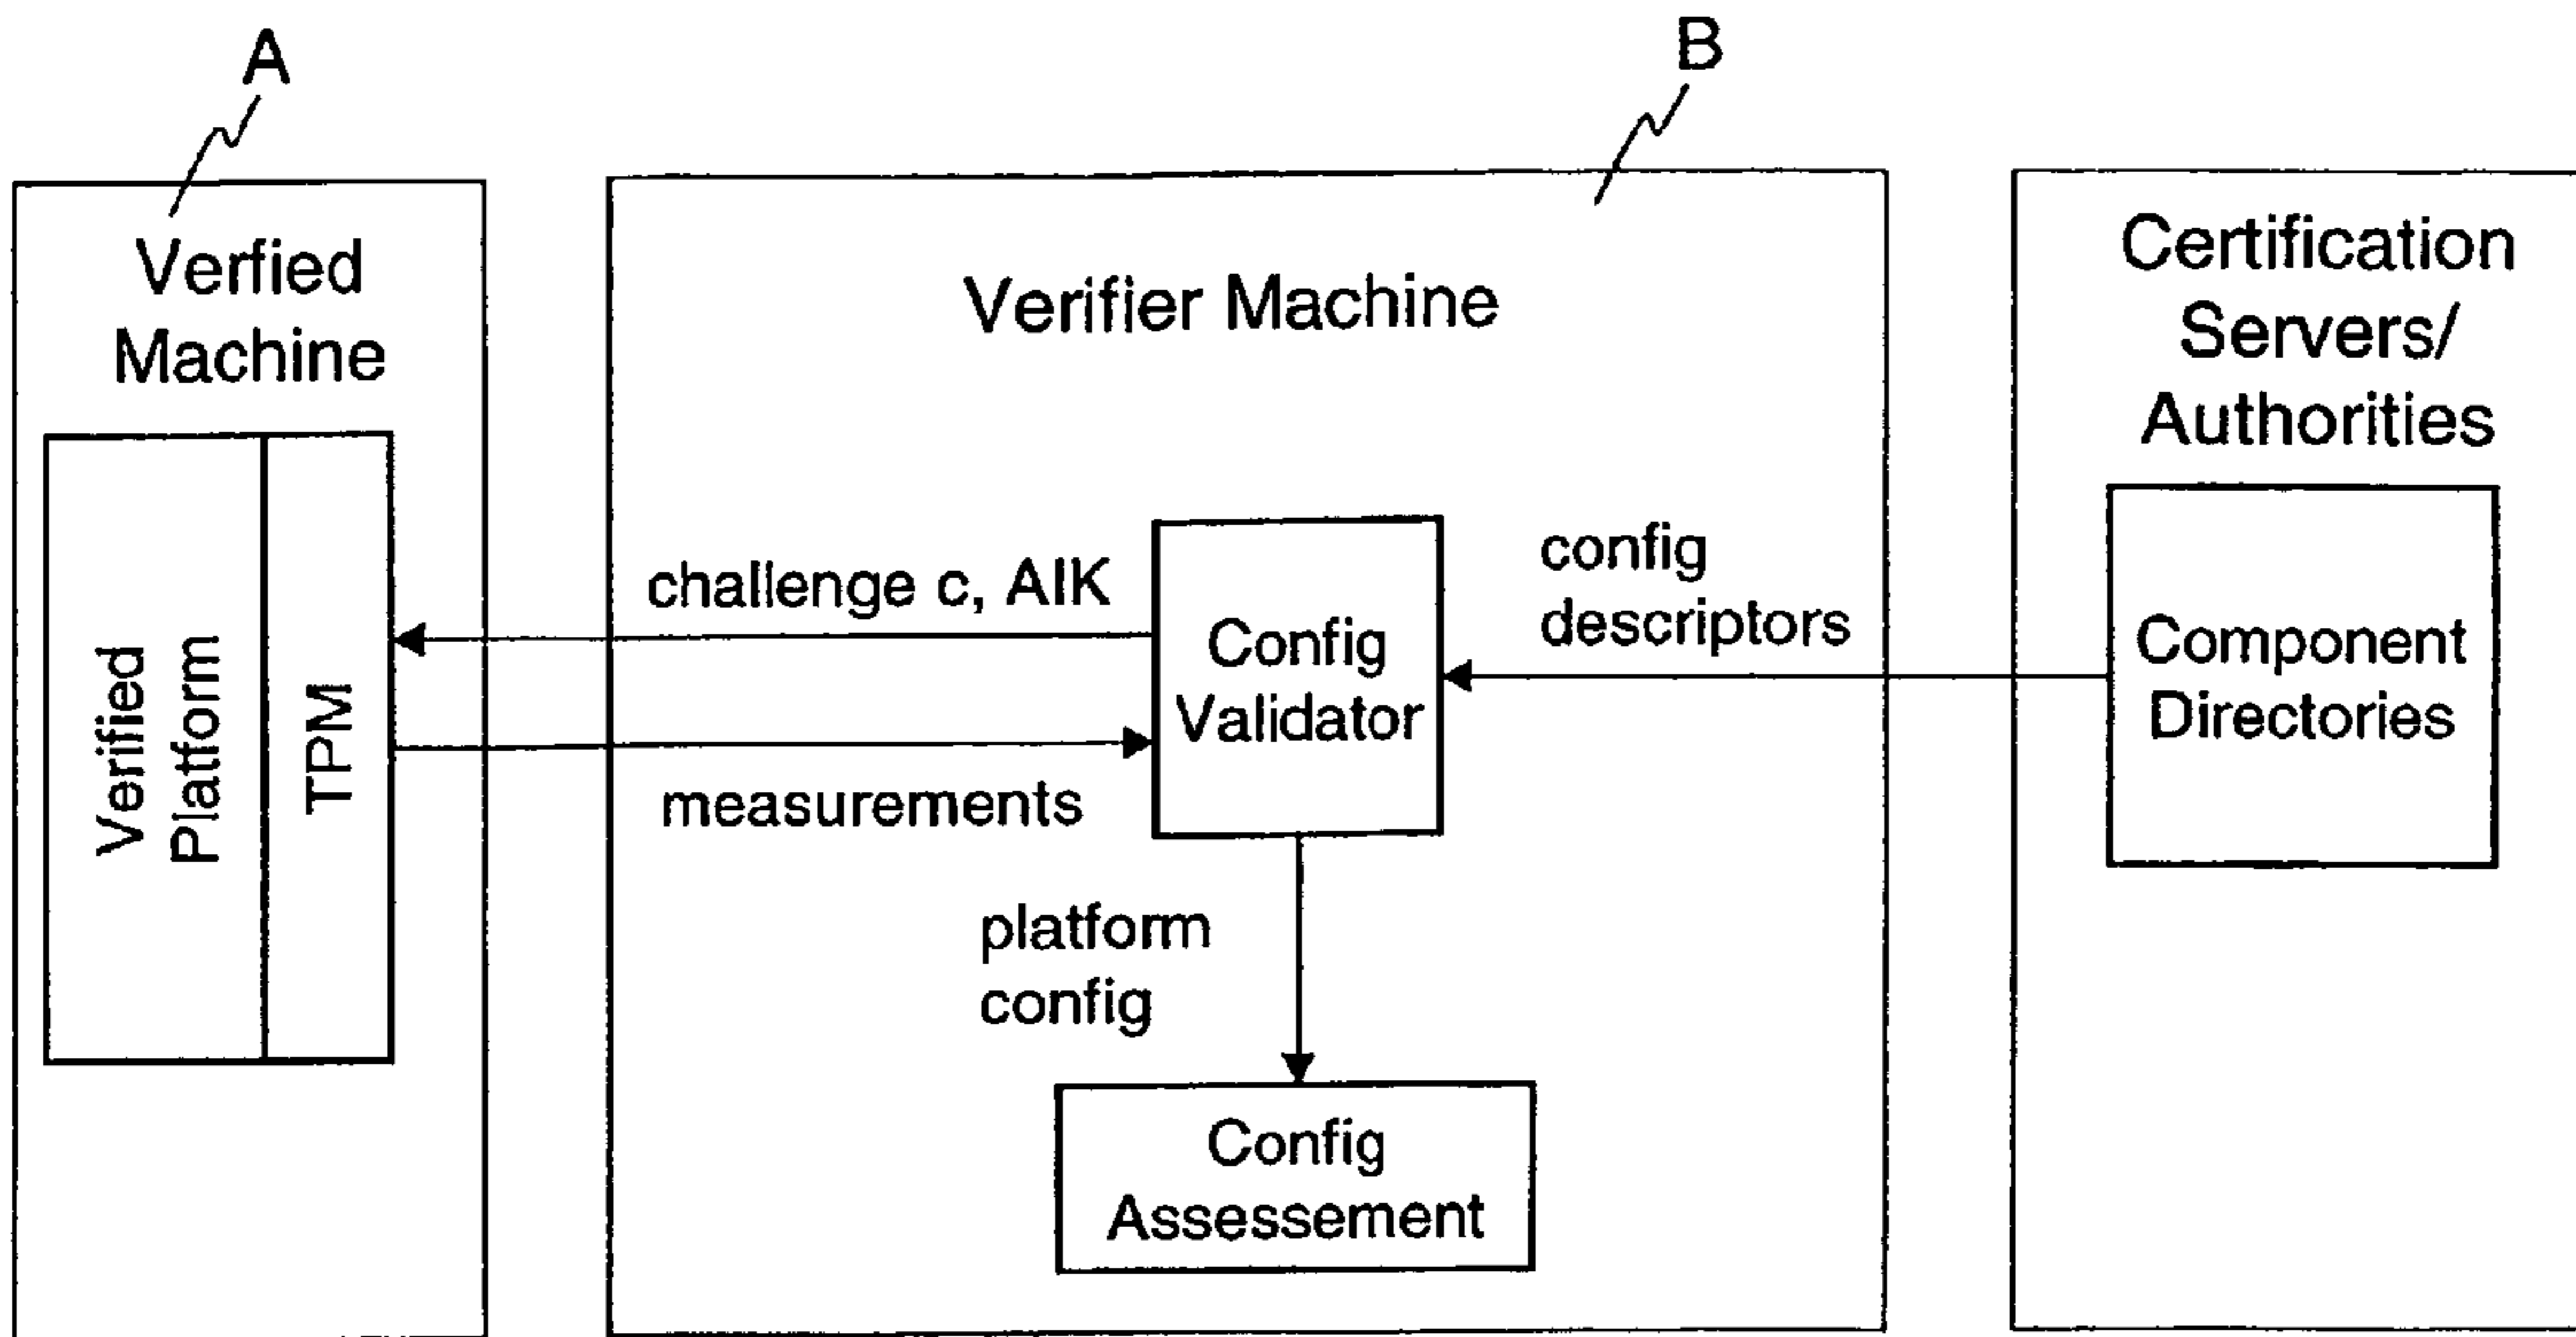 A
B
Verfied
Machine
Verified
Platform
TPM
Verifier Machine
challenge c, AIK
measurements
Config
Validator
config
descriptors
platform
config
Config
Assessement
Certification
Servers/
Authorities
Component
Directories